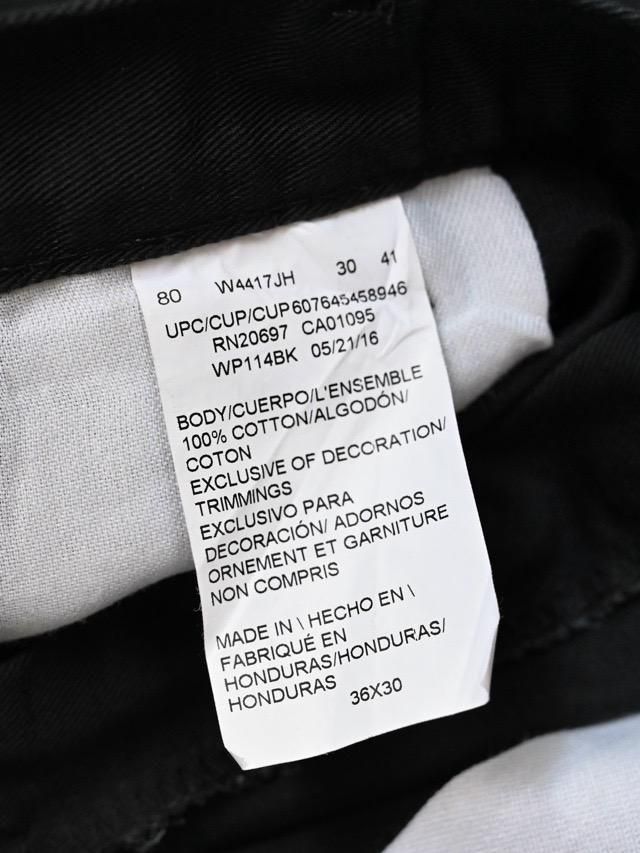 80 W4417JH 30 41
UPC/CUP/CUP607645458946
RN20697 CA01095
WP114BK 05/21/16
BODY/CUERPO/L'ENSEMBLE
100% COTTON/ALGODÓN/
COTON
EXCLUSIVE OF DECORATION/
TRIMMINGS
EXCLUSIVO PARA
DECORACIÓN/ ADORNOS
ORNEMENT ET GARNITURE
NON COMPRIS
MADE IN \ HECHO EN \
FABRIQUÉ EN
HONDURAS/HONDURAS/
HONDURAS
36X30